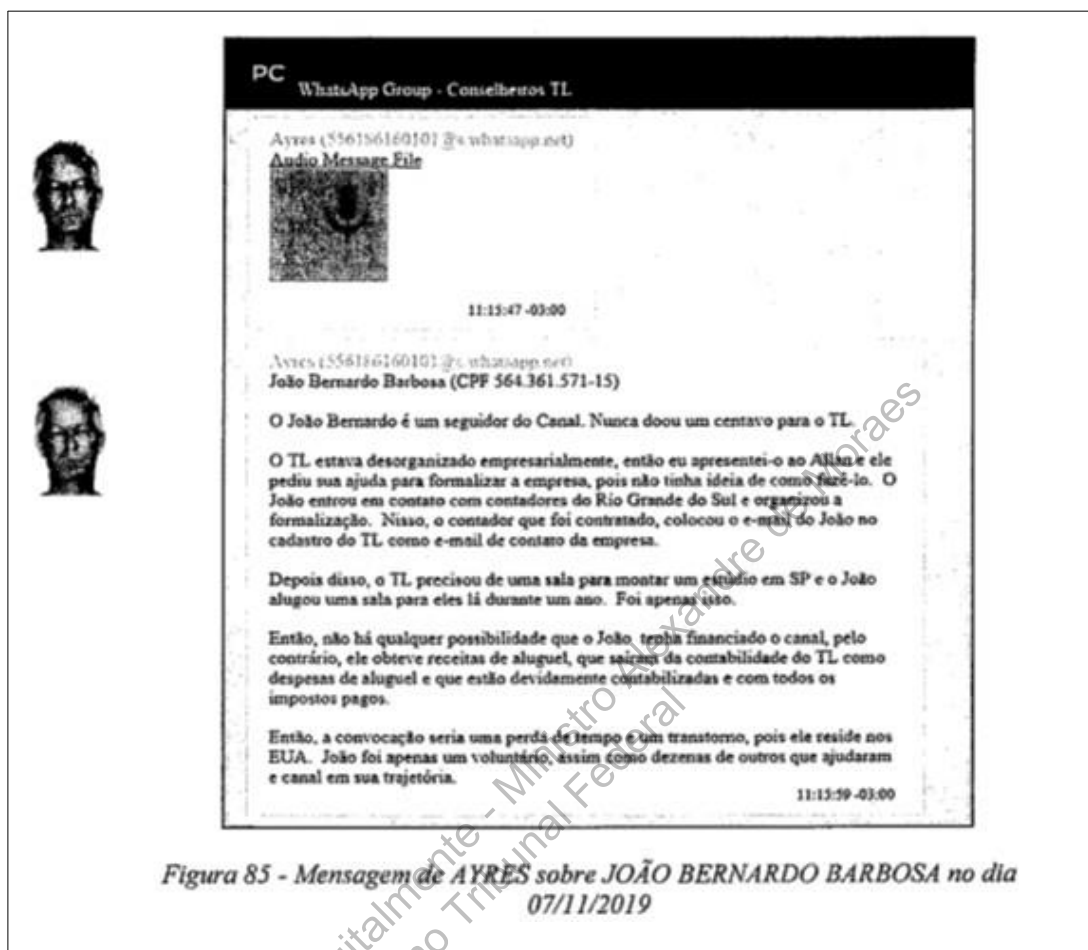 PC
WhatsApp Group - Conselheiros TL
Ayres (556186160101@s.whatsapp.net)
Audio Message File
11:15:47 -03:00
Ayres (556186160101@s.whatsapp.net)
João Bernardo Barbosa (CPF 564.361.571-15)
O João Bernardo é um seguidor do Canal. Nunca doou um centavo para o TL.
O TL estava desorganizado empresarialmente, então eu apresentei-o ao Allan e ele
pediu sua ajuda para formalizar a empresa, pois não tinha ideia de como fazê-lo. O
João entrou em contato com contadores do Rio Grande do Sul e organizou a
formalização. Nisso, o contador que foi contratado, colocou o e-mail do João no
cadastro do TL como e-mail de contato da empresa.
Depois disso, o TL precisou de uma sala para montar um estúdio em SP e o João
alugou uma sala para eles lá durante um ano. Foi apenas isso.
Então, não há qualquer possibilidade que o João, tenha financiado o canal, pelo
contrário, ele obteve receitas de aluguel, que saíram da contabilidade do TL como
despesas de aluguel e que estão devidamente contabilizadas e com todos os
impostos pagos.
Então, a convocação seria uma perda de tempo e um transtorno, pois ele reside nos
EUA. João foi apenas um voluntário, assim como dezenas de outros que ajudaram
e canal em sua trajetória.
11:15:59 -03:00
Figura 85 - Mensagem de AYRES sobre JOÃO BERNARDO BARBOSA no dia
07/11/2019
italmente - Ministro Alexandre de Moraes
no Tribunal Federal